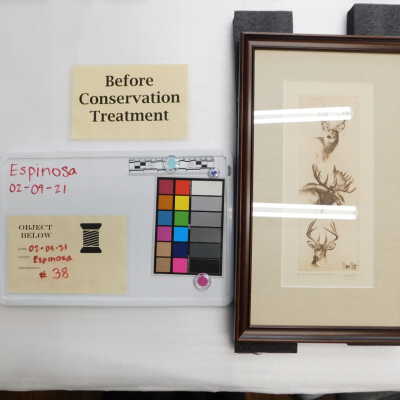 Before
Conservation
Treatment
Espinosa
02-09-21
OBJECT
BELOW
02-09-21
Espinosa
# 38